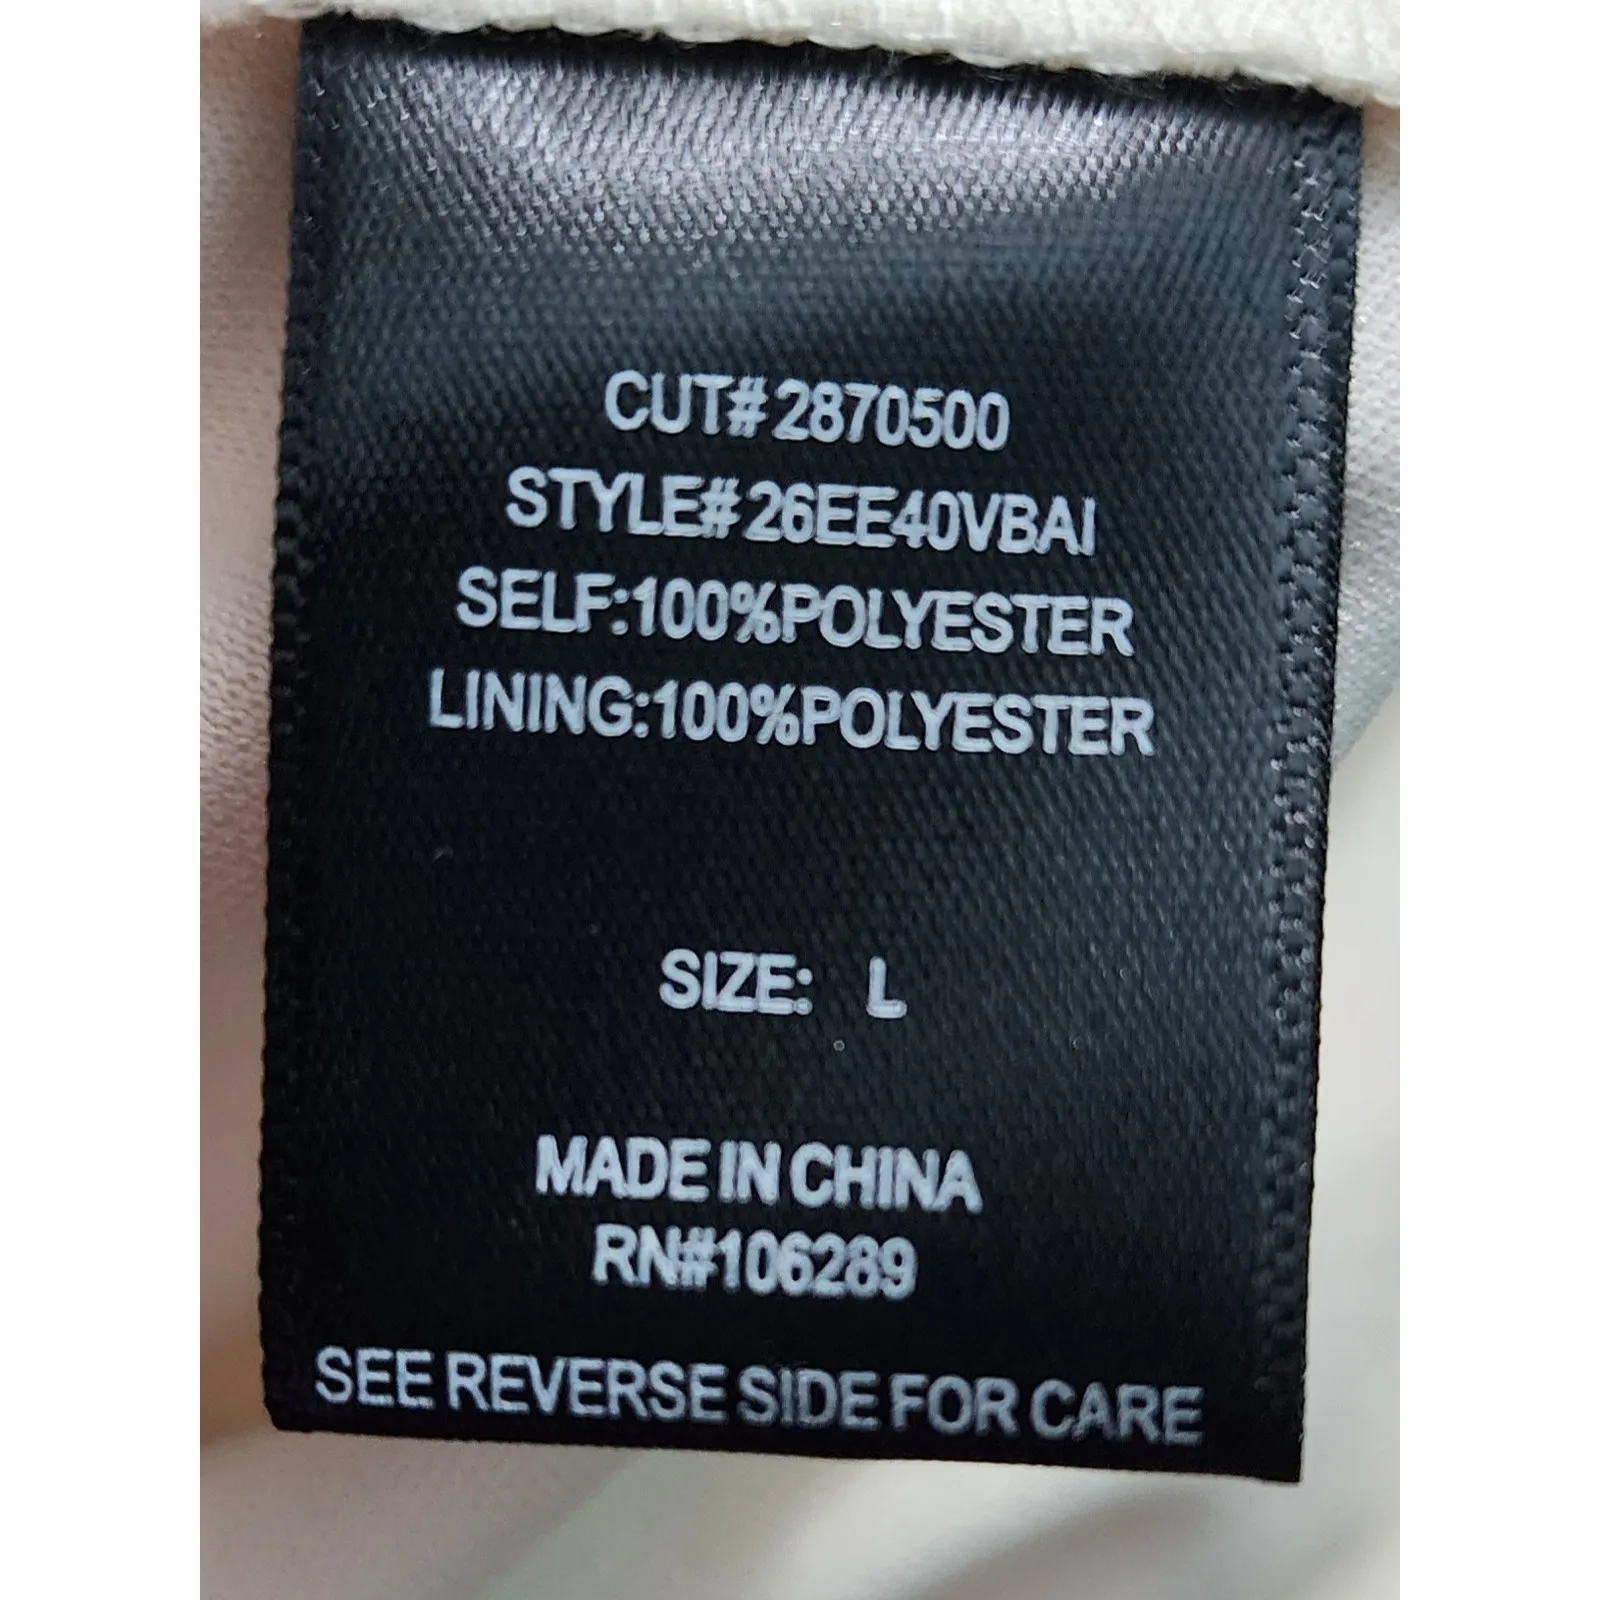 CUT# 2870500
STYLE# 26EE40VBAI
SELF:100%POLYESTER
LINING:100%POLYESTER
SIZE: L
MADE IN CHINA
RN#106289
SEE REVERSE SIDE FOR CARE